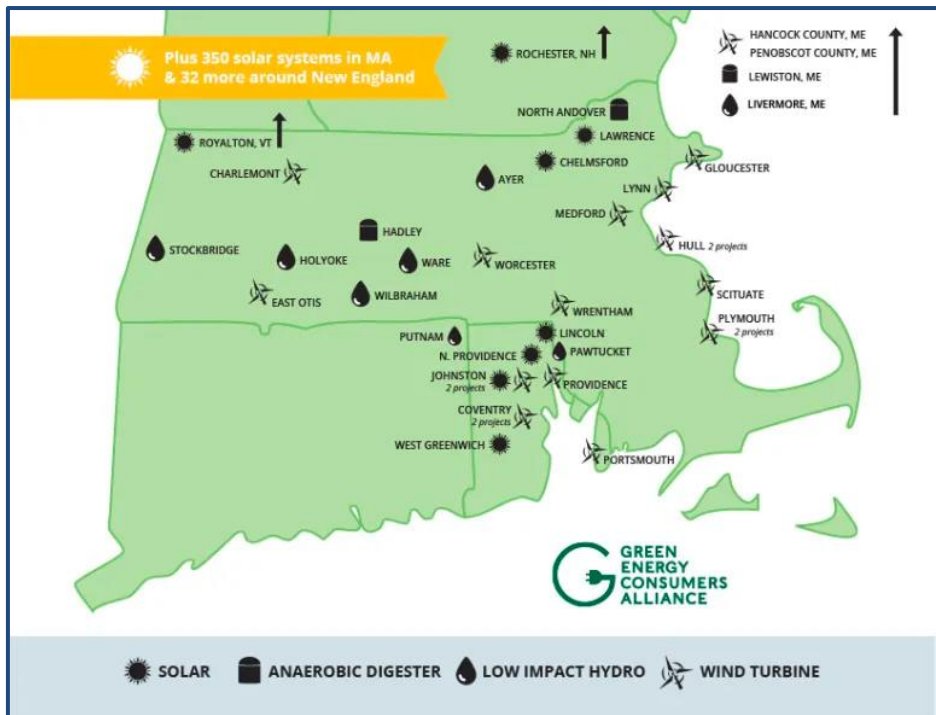 Plus 350 solar systems in MA
& 32 more around New England
ROCHESTER, NH
HANCOCK COUNTY, ME
PENOBSCOT COUNTY, ME
LEWISTON, ME
LIVERMORE, ME
NORTH ANDOVER
LAWRENCE
ROYALTON, VT
CHELMSFORD
GLOUCESTER
CHARLEMONT
AYER
LYNN
MEDFORD
HADLEY
HULL 2 projects
STOCKBRIDGE
HOLYOKE
WARE
WORCESTER
EAST OTIS
WILBRAHAM
SCITUATE
WRENTHAM
PLYMOUTH
2 projects
PUTNAM
LINCOLN
N. PROVIDENCE
PAWTUCKET
JOHNSTON
2 projects
PROVIDENCE
COVENTRY
2 projects
WEST GREENWICH
PORTSMOUTH
GREEN
ENERGY
CONSUMERS
ALLIANCE
SOLAR
ANAEROBIC DIGESTER
LOW IMPACT HYDRO
WIND TURBINE